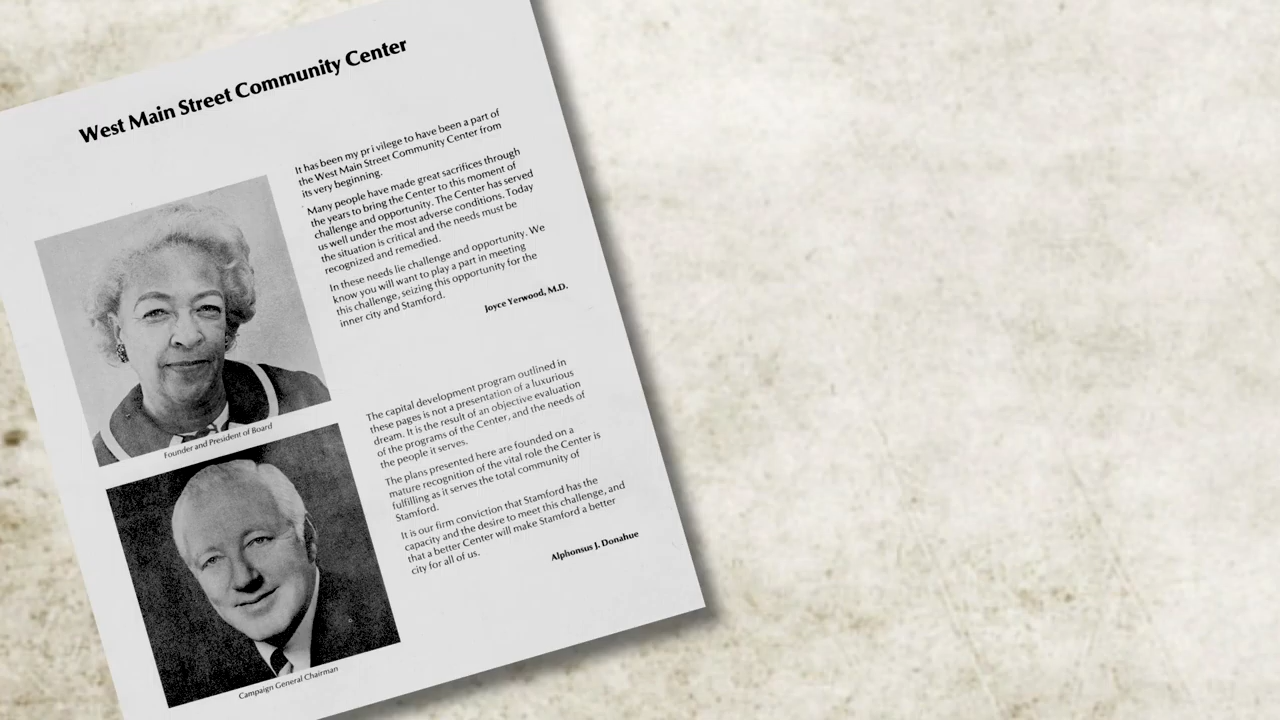 West Main Street Community Center
It has been my pri vilege to have been a part of
the West Main Street Community Center from
its very beginning.
Many people have made great sacrifices through
the years to bring the Center to this moment of
challenge and opportunity. The Center has served
us well under the most adverse conditions. Today
the situation is critical and the needs must be
recognized and remedied.
In these needs lie challenge and opportunity. We
know you will want to play a part in meeting
this challenge, seizing this opportunity for the
inner city and Stamford.
Joyce Yerwood, M.D.
Founder and President of Board
The capital development program outlined in
these pages is not a presentation of a luxurious
dream. It is the result of an objective evaluation
of the programs of the Center, and the needs of
the people it serves.
The plans presented here are founded on a
mature recognition of the vital role the Center is
fulfilling as it serves the total community of
Stamford.
It is our firm conviction that Stamford has the
capacity and the desire to meet this challenge, and
that a better Center will make Stamford a better
city for all of us.
Alphonsus J. Donahue
Campaign General Chairman